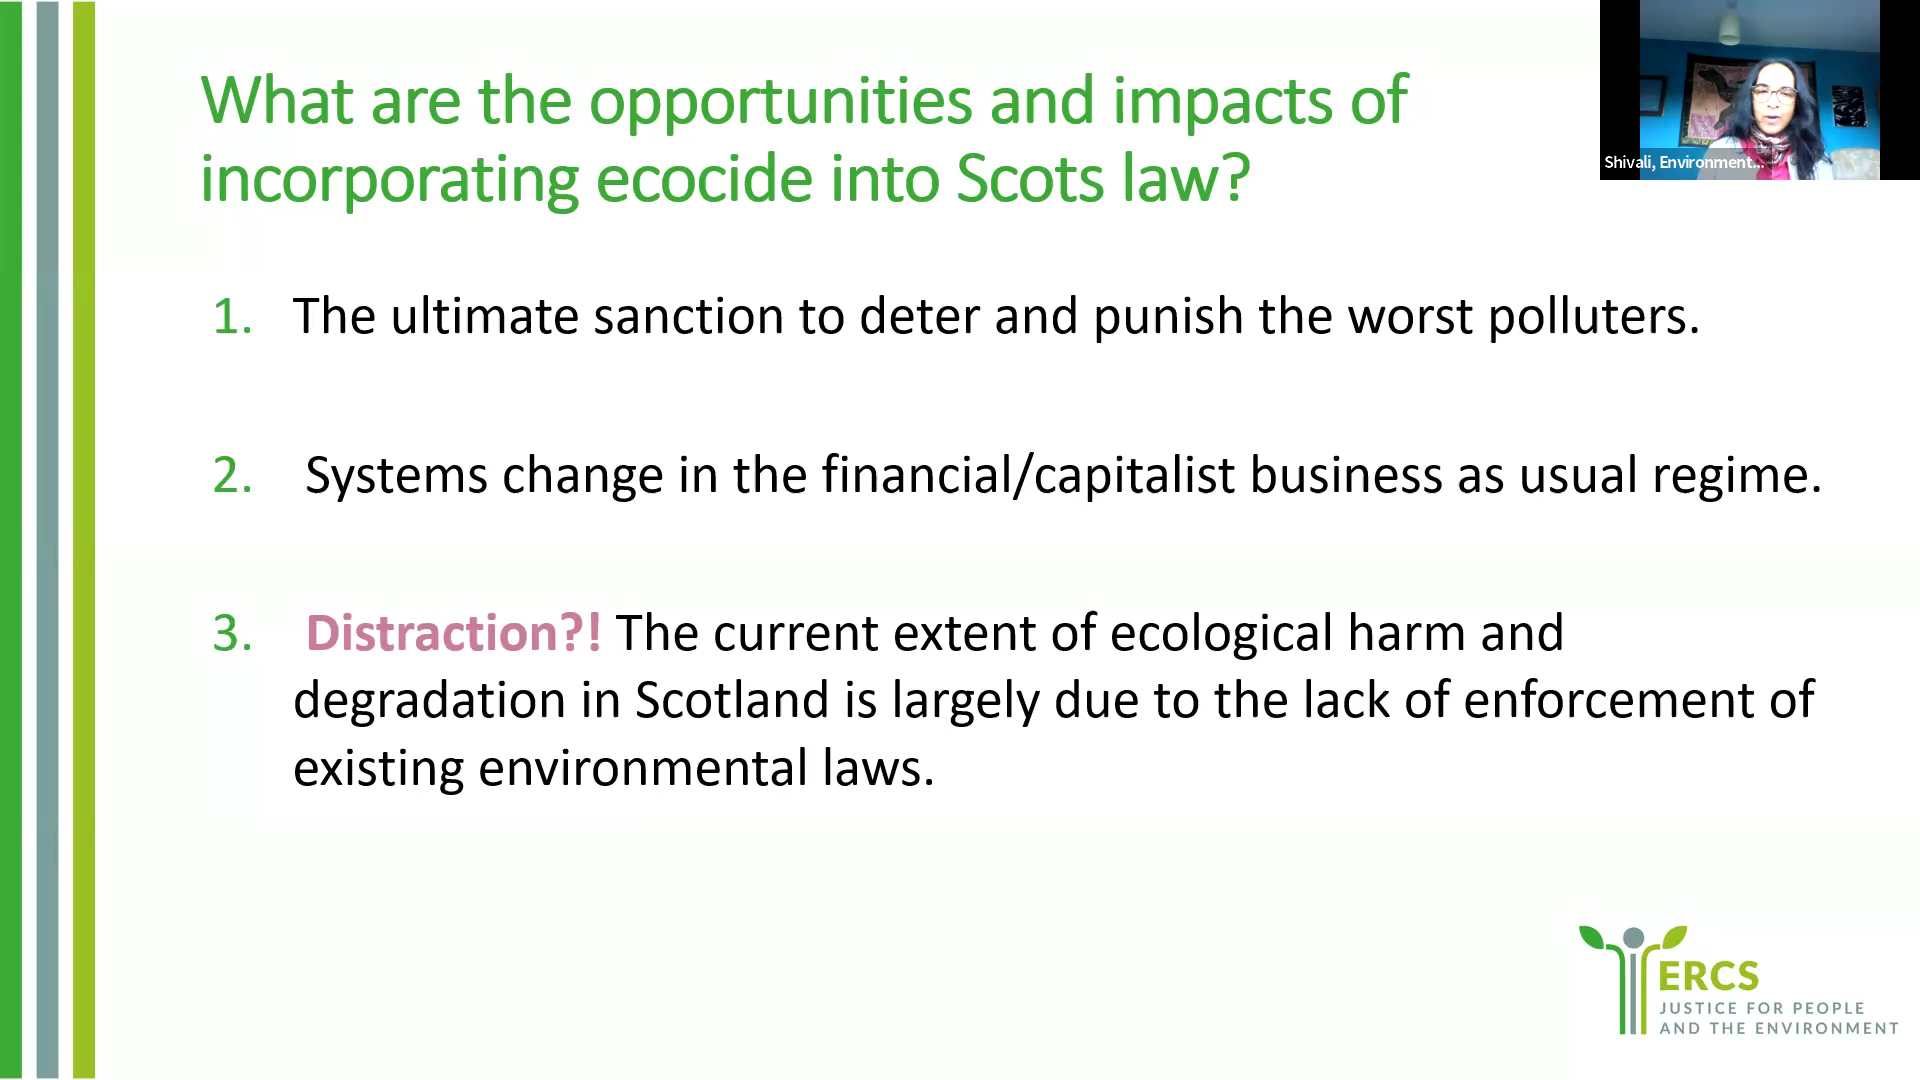 What are the opportunities and impacts of
incorporating ecocide into Scots law?
Shivali, Environment...
1. The ultimate sanction to deter and punish the worst polluters.
2. Systems change in the financial/capitalist business as usual regime.
3. Distraction?! The current extent of ecological harm and
degradation in Scotland is largely due to the lack of enforcement of
existing environmental laws.
ERCS
JUSTICE FOR PEOPLE
AND THE ENVIRONMENT